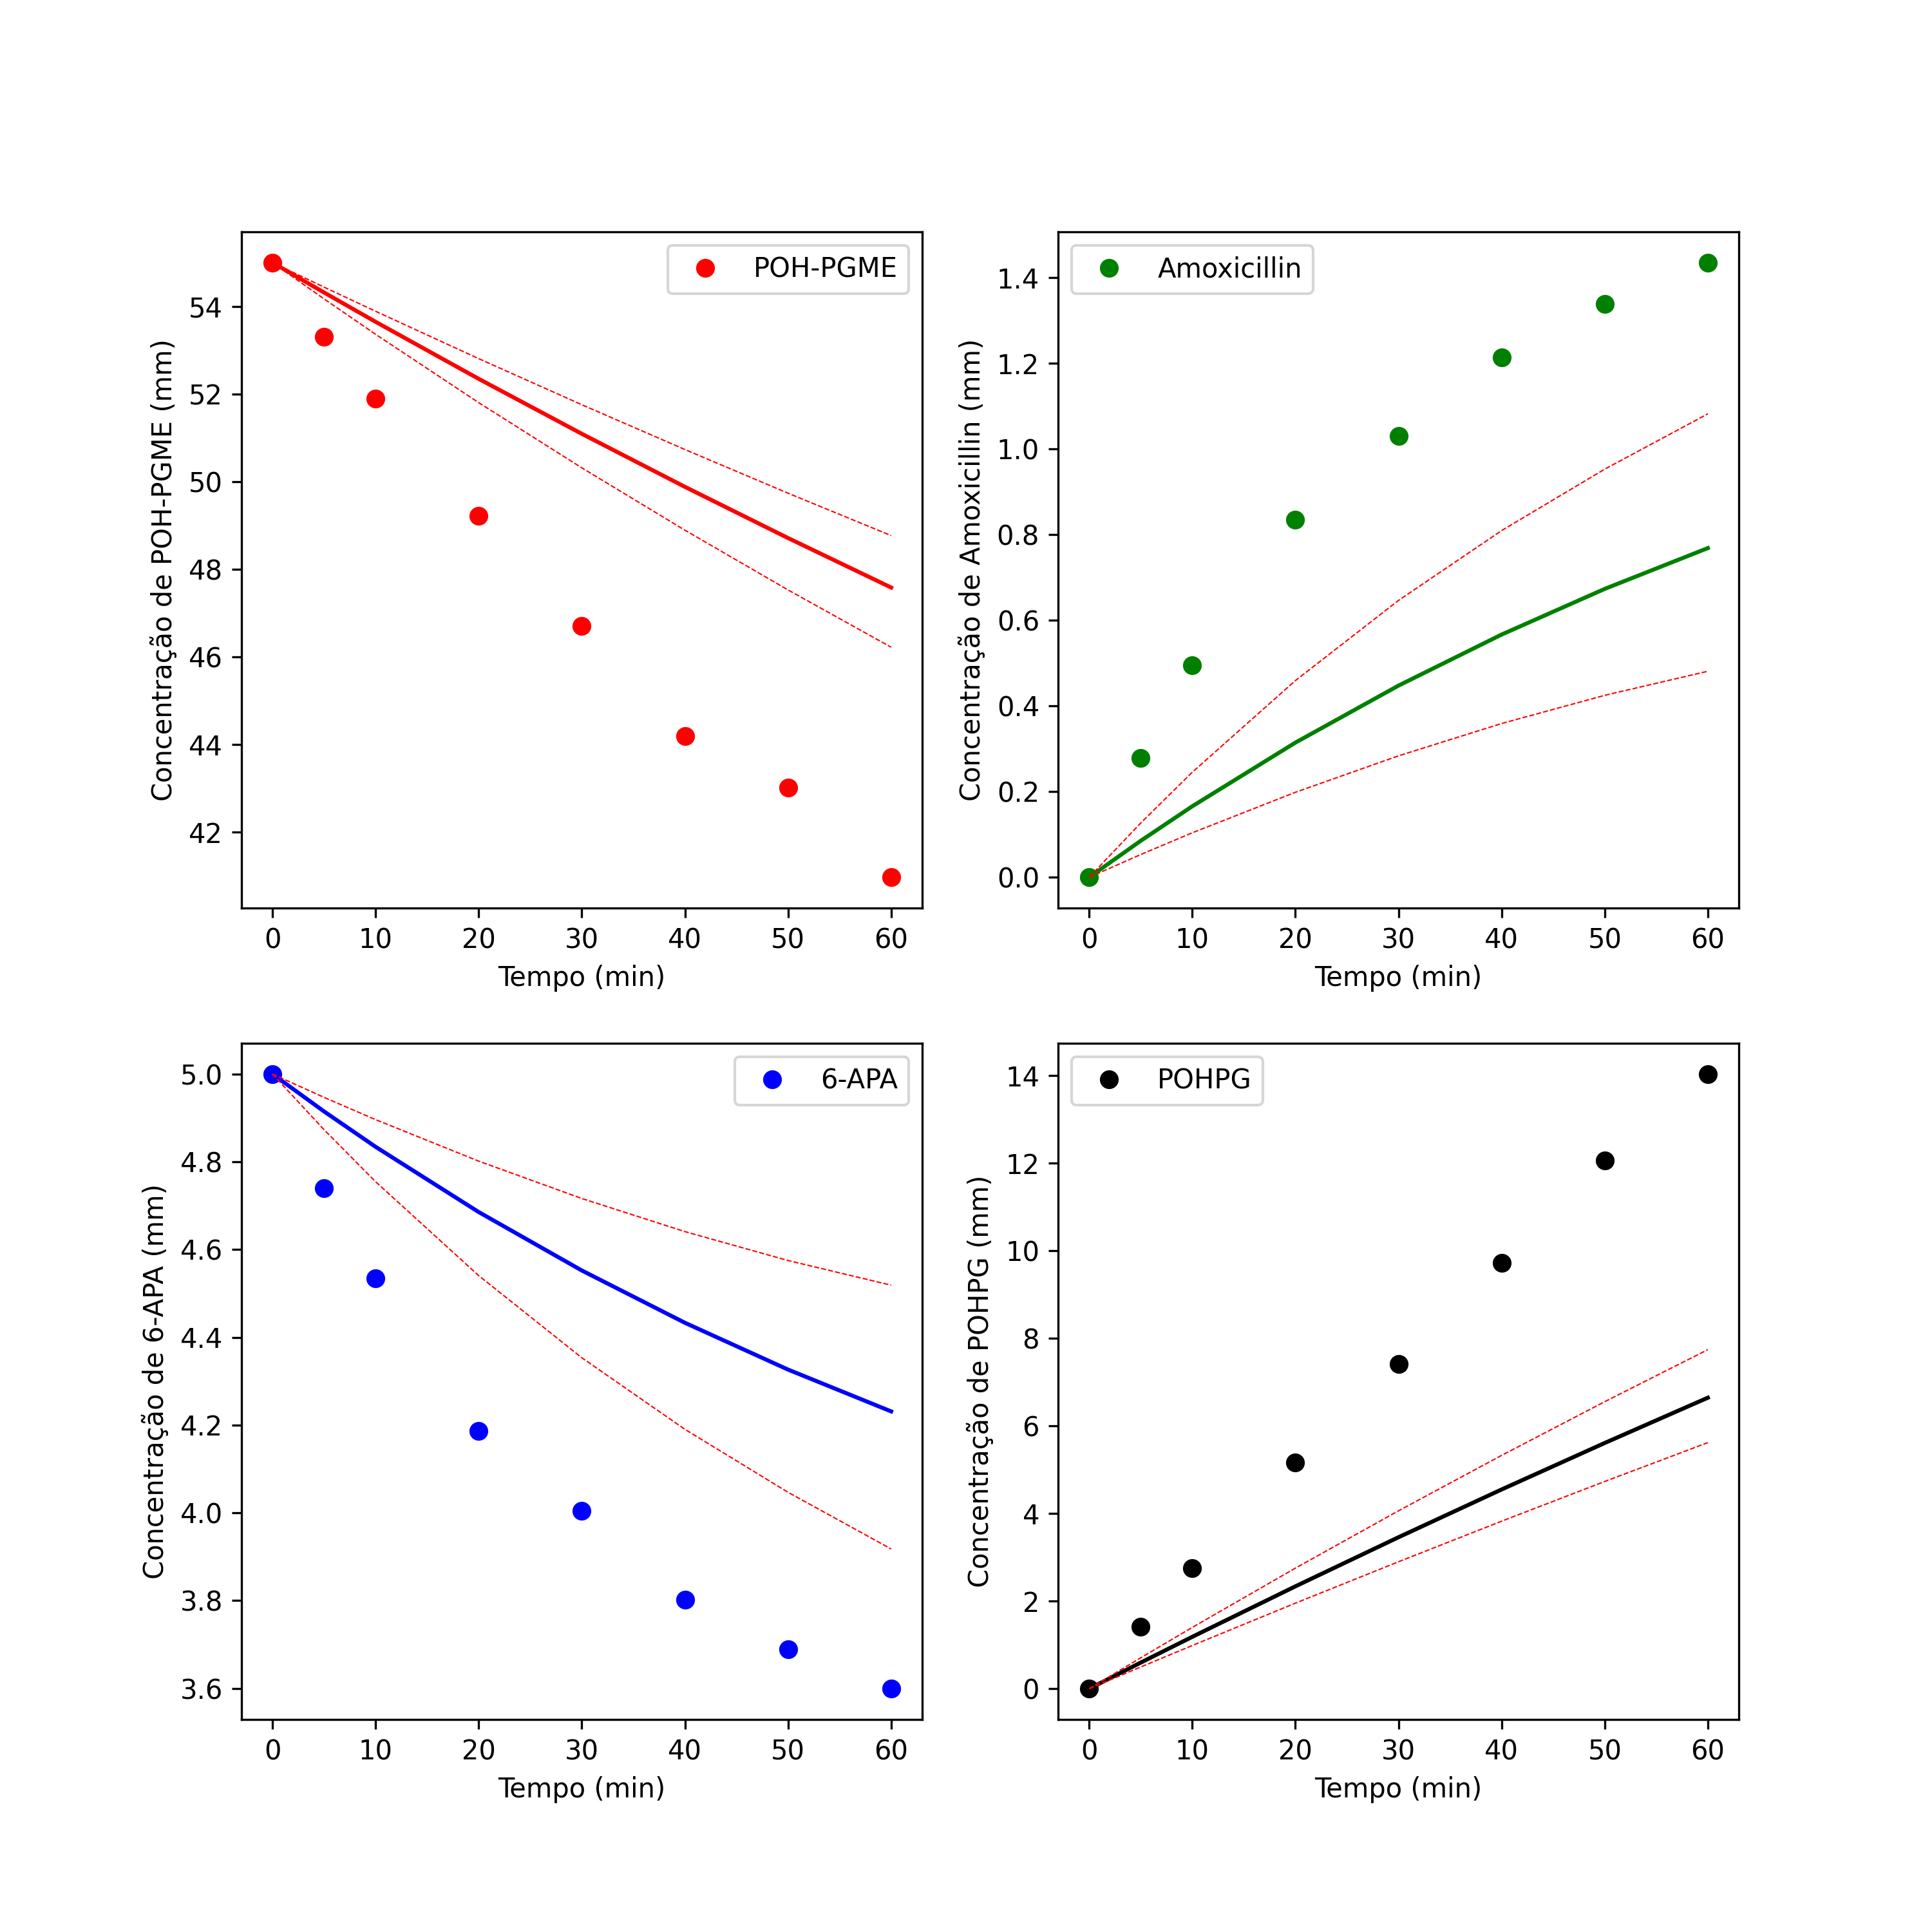 POH-PGME
54
52
50
48
46
44
42
Concentração de POH-PGME (mm)
0 10 20 30 40 50 60
Tempo (min)
Amoxicillin
1.4
1.2
1.0
0.8
0.6
0.4
0.2
0.0
Concentração de Amoxicillin (mm)
0 10 20 30 40 50 60
Tempo (min)
6-APA
5.0
4.8
4.6
4.4
4.2
4.0
3.8
3.6
Concentração de 6-APA (mm)
0 10 20 30 40 50 60
Tempo (min)
POHPG
14
12
10
8
6
4
2
0
Concentração de POHPG (mm)
0 10 20 30 40 50 60
Tempo (min)